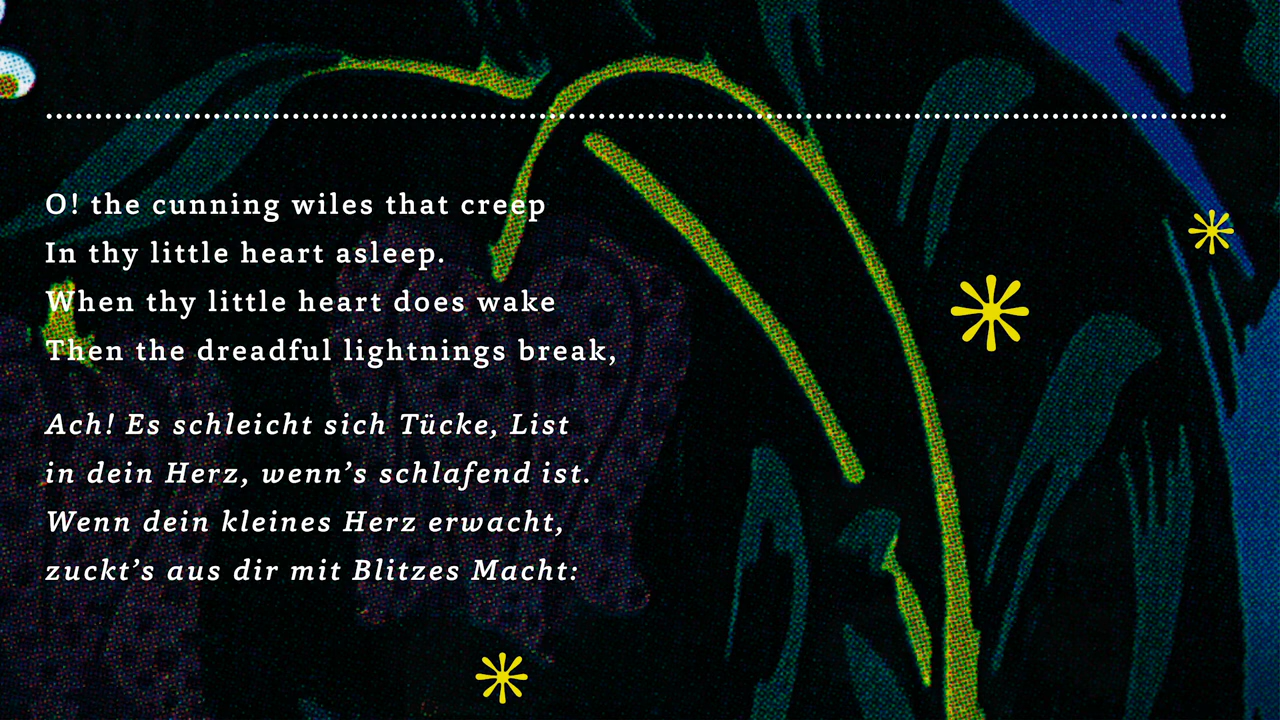 O! the cunning wiles that creep
In thy little heart asleep.
When thy little heart does wake
Then the dreadful lightnings break,
Ach! Es schleicht sich Tücke, List
in dein Herz, wenn’s schlafend ist.
Wenn dein kleines Herz erwacht,
zuckt’s aus dir mit Blitzes Macht: